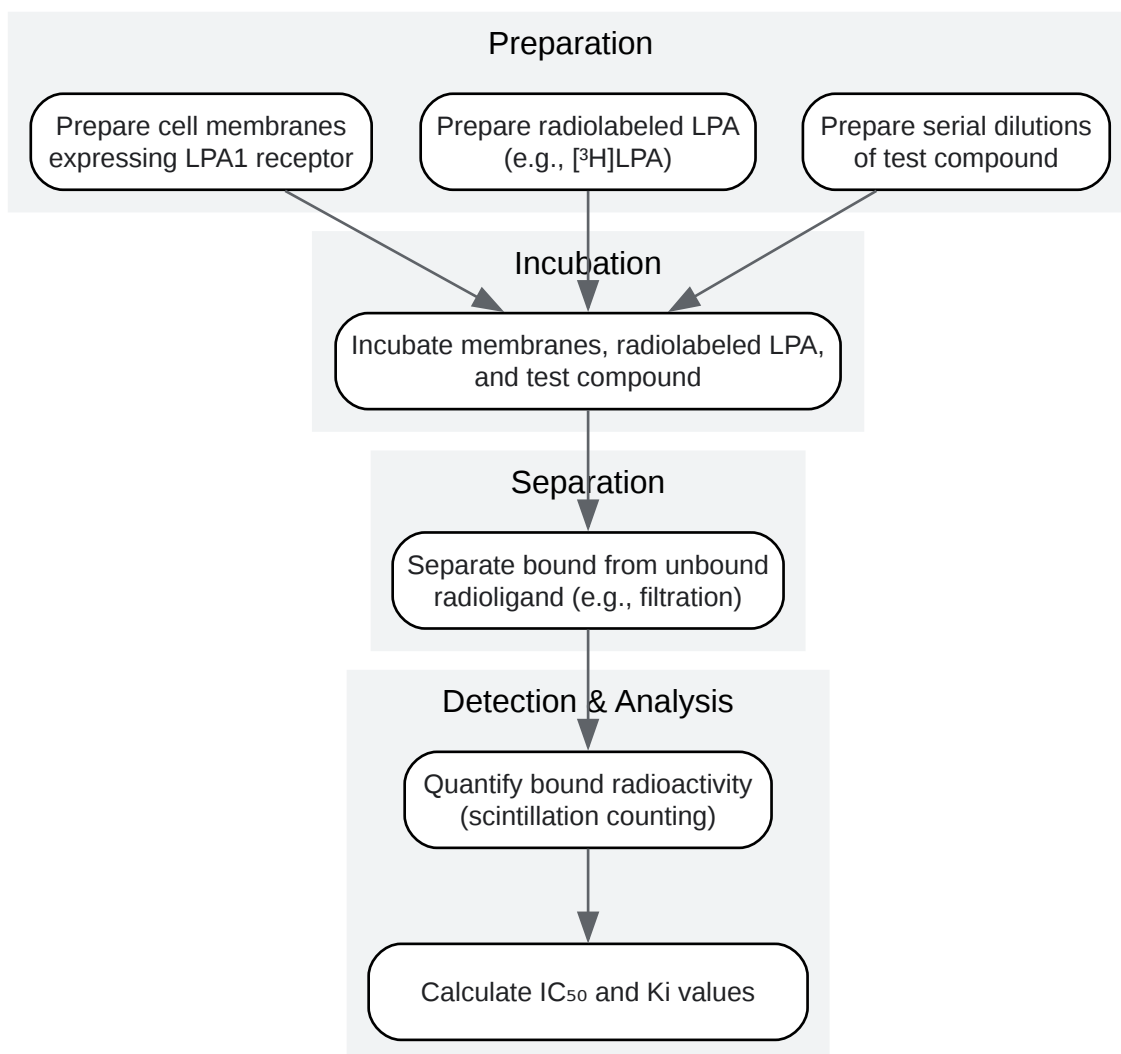 Preparation
Prepare cell membranes
expressing LPA1 receptor
Prepare radiolabeled LPA
(e.g., [³H]LPA)
Prepare serial dilutions
of test compound
Incubation
Incubate membranes, radiolabeled LPA,
and test compound
Separation
Separate bound from unbound
radioligand (e.g., filtration)
Detection & Analysis
Quantify bound radioactivity
(scintillation counting)
Calculate IC₅₀ and Ki values